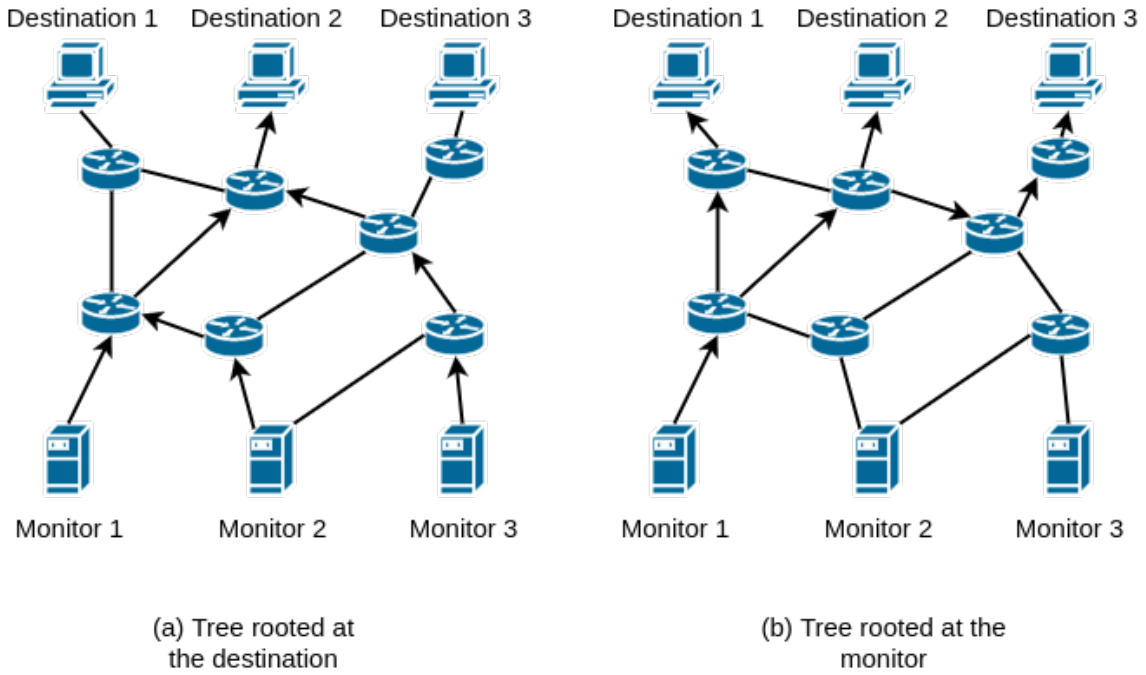 Destination 1 Destination 2 Destination 3 Destination 1 Destination 2 Destination 3
Monitor 1 Monitor 2 Monitor 3 Monitor 1 Monitor 2 Monitor 3
(a) Tree rooted at
the destination
(b) Tree rooted at the
monitor